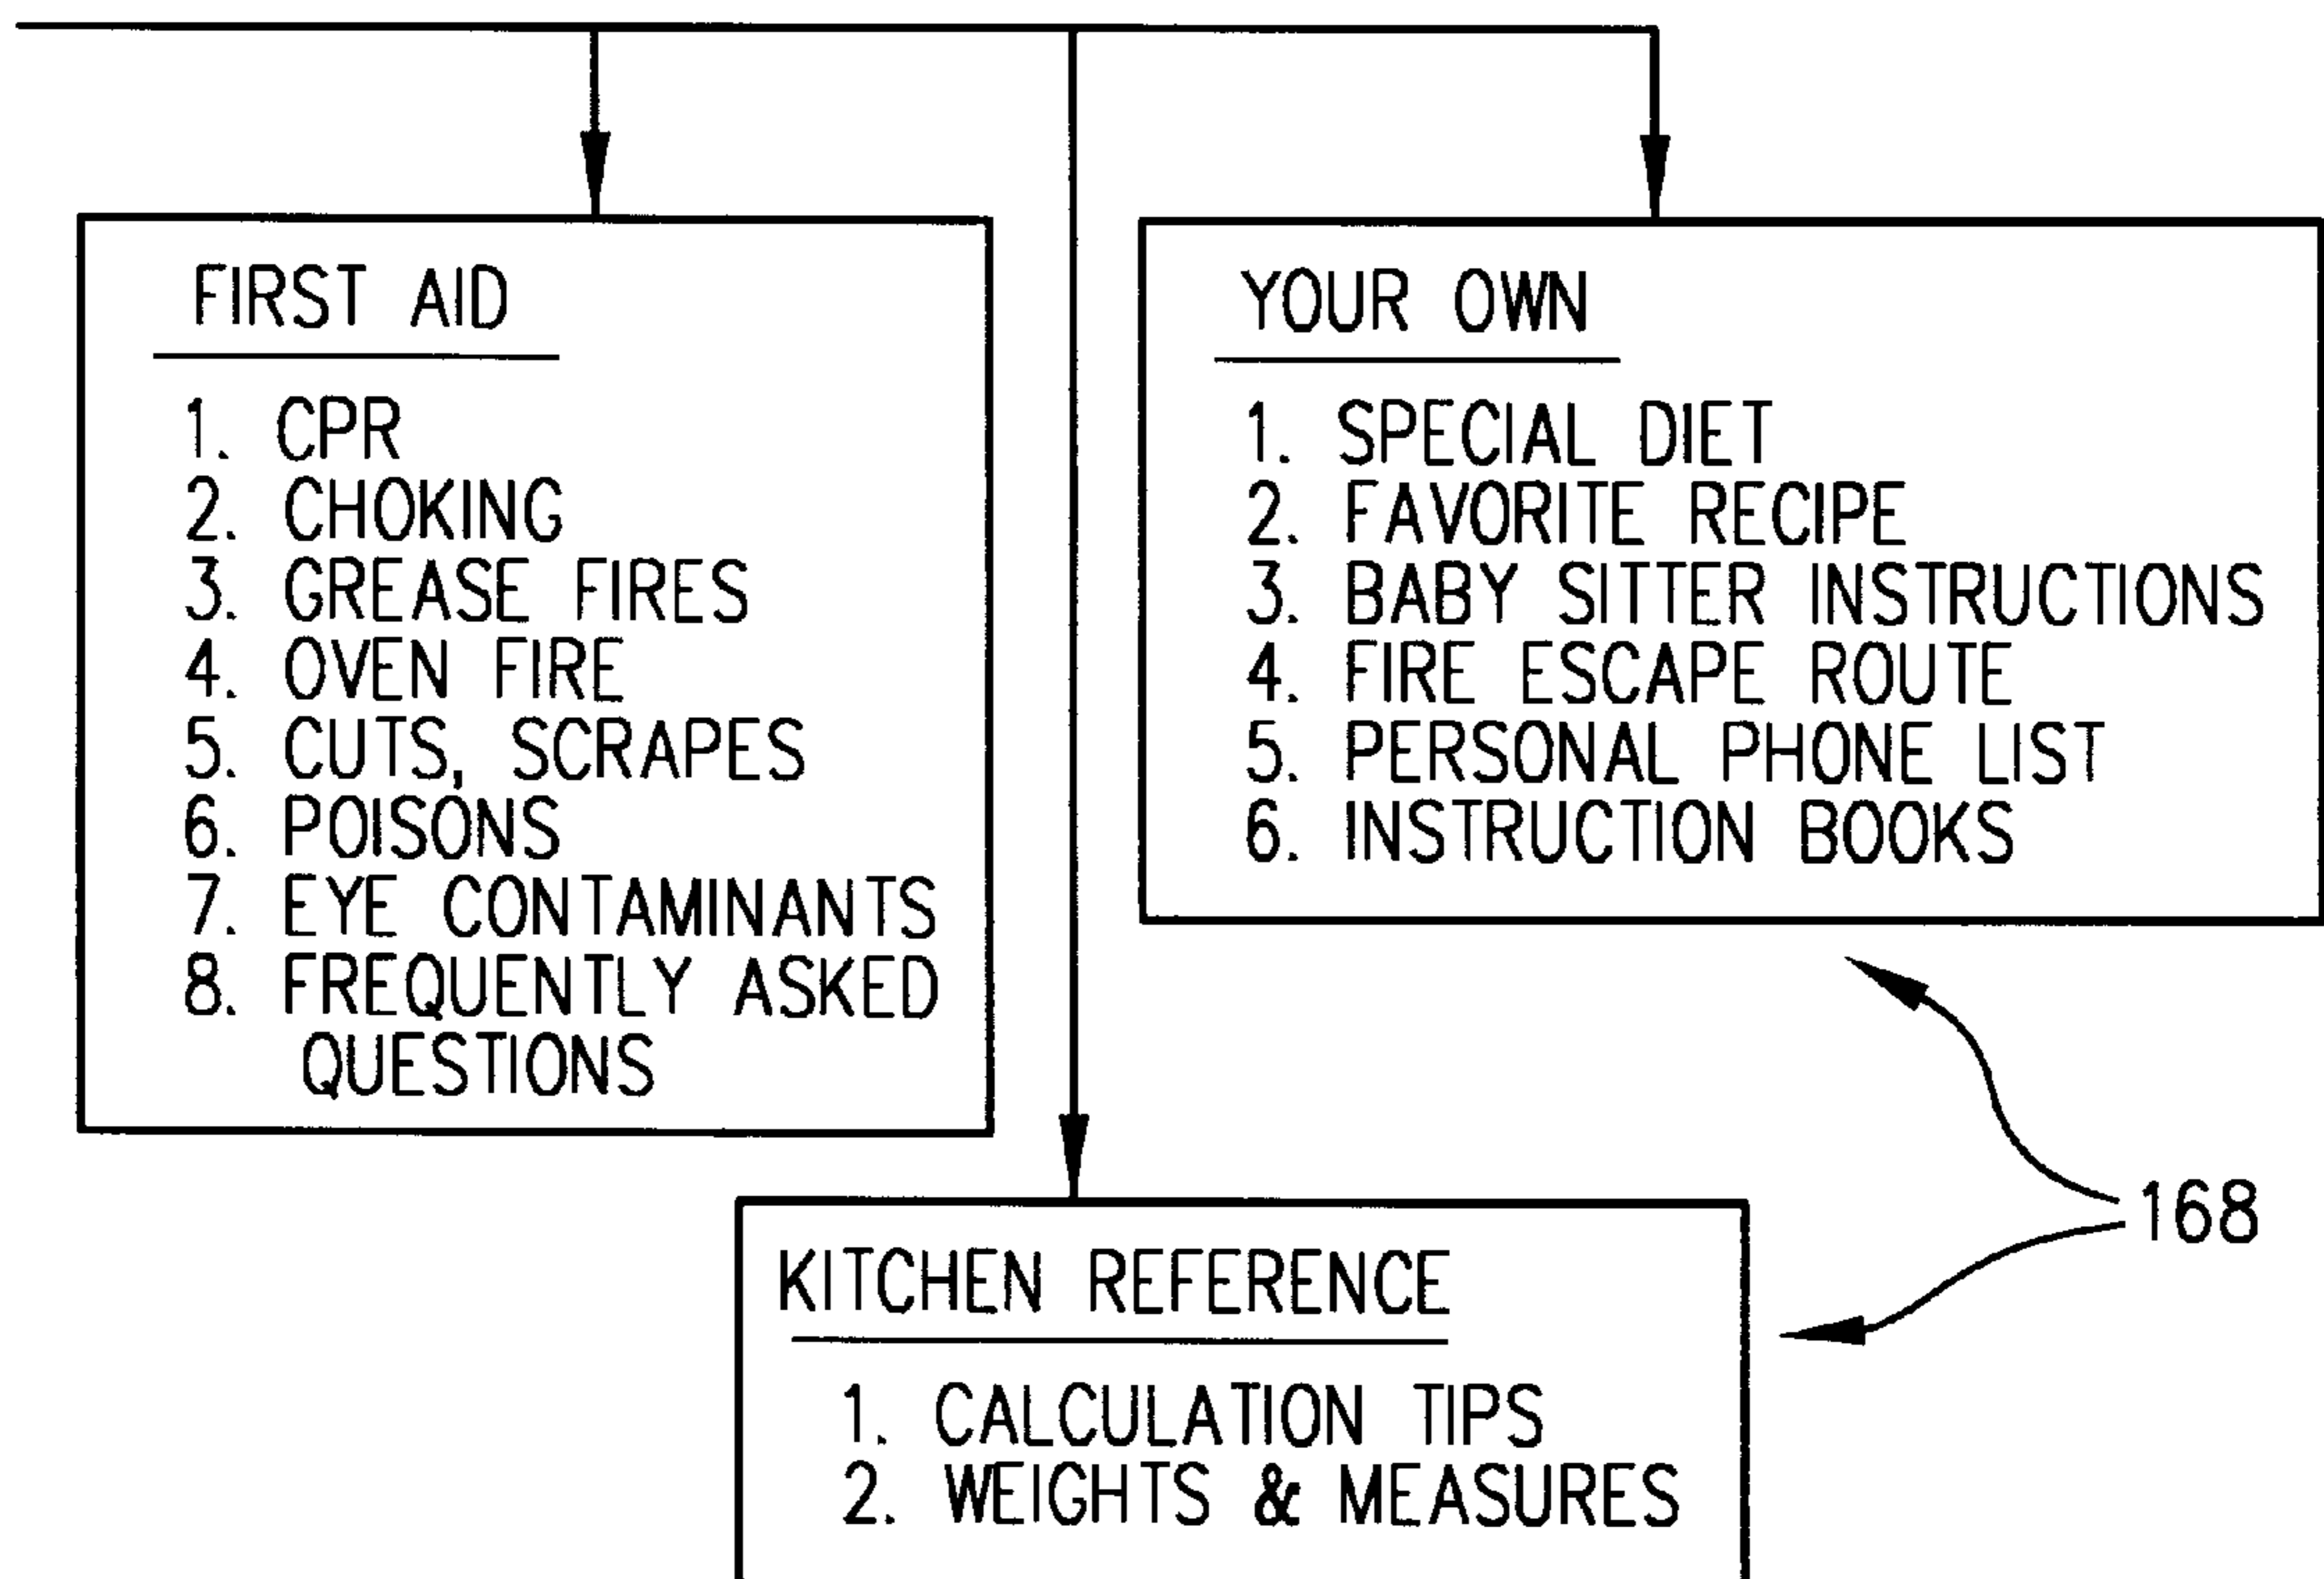 FIRST AID
1. CPR
2. CHOKING
3. GREASE FIRES
4. OVEN FIRE
5. CUTS, SCRAPES
6. POISONS
7. EYE CONTAMINANTS
8. FREQUENTLY ASKED
QUESTIONS
YOUR OWN
1. SPECIAL DIET
2. FAVORITE RECIPE
3. BABY SITTER INSTRUCTIONS
4. FIRE ESCAPE ROUTE
5. PERSONAL PHONE LIST
6. INSTRUCTION BOOKS
168
KITCHEN REFERENCE
1. CALCULATION TIPS
2. WEIGHTS & MEASURES